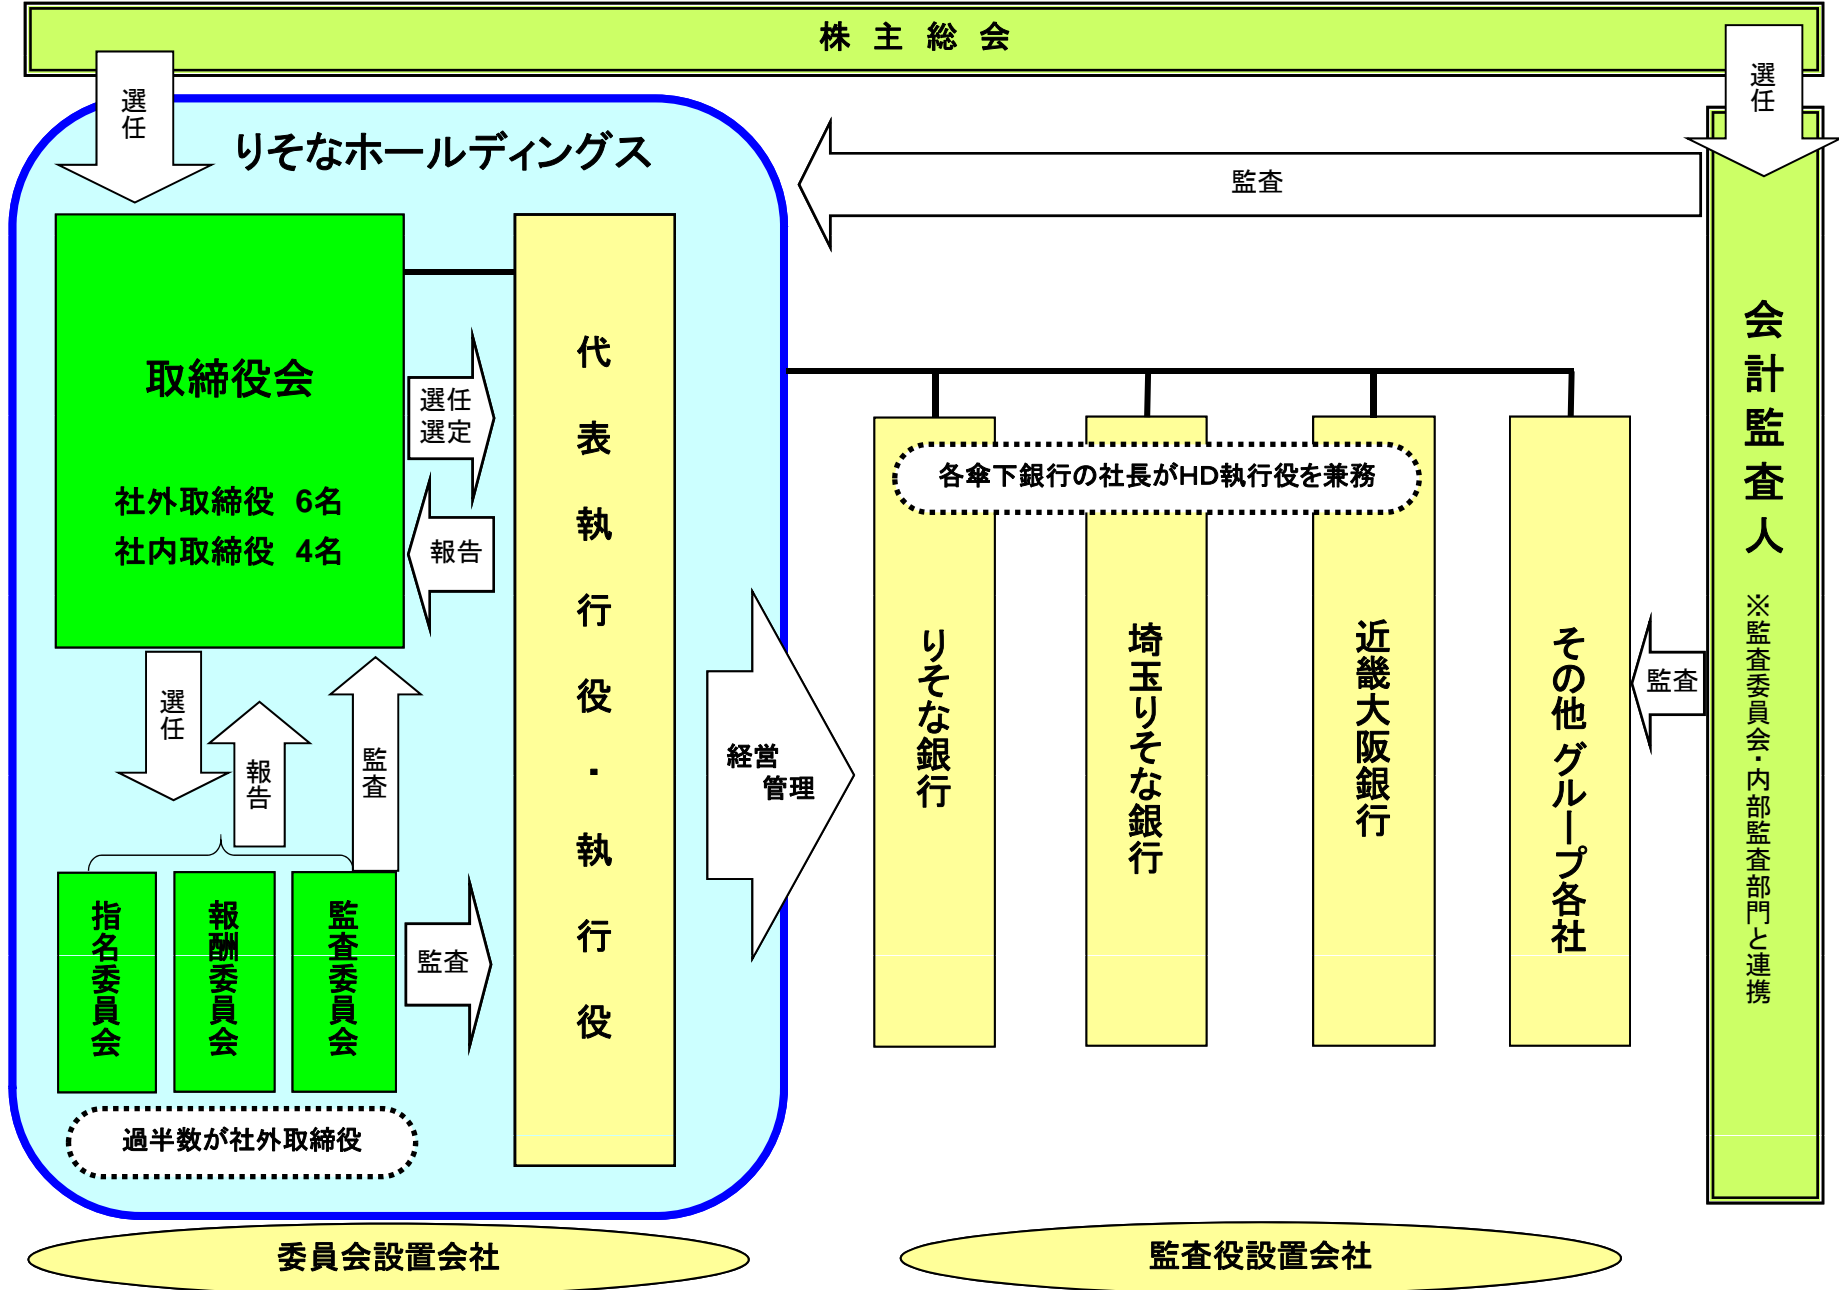 株 主 総 会
選任
選任
りそなホールディングス
監査
取締役会
社外取締役 6名
社内取締役 4名
選任
選定
報告
代表執行役・執行役
選任
報告
監査
指名委員会
報酬委員会
監査委員会
監査
過半数が社外取締役
経営
管理
各傘下銀行の社長がHD執行役を兼務
りそな銀行
埼玉りそな銀行
近畿大阪銀行
その他 グループ各社
監査
会計監査人
※監査委員会・内部監査部門と連携
委員会設置会社
監査役設置会社